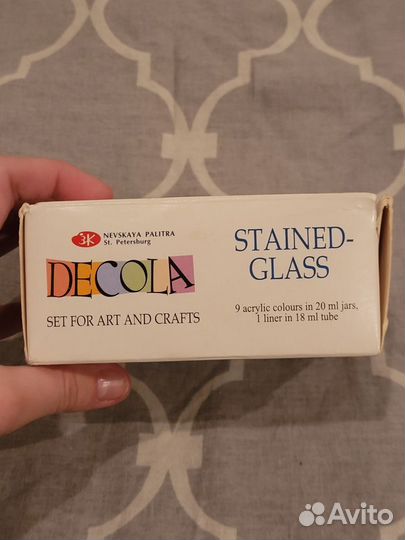 ЗК
NEVSKAYA PALITRA
St. Petersburg
DECOLA
SET FOR ART AND CRAFTS
STAINED-
GLASS
9 acrylic colours in 20 ml jars,
1 liner in 18 ml tube
Avito